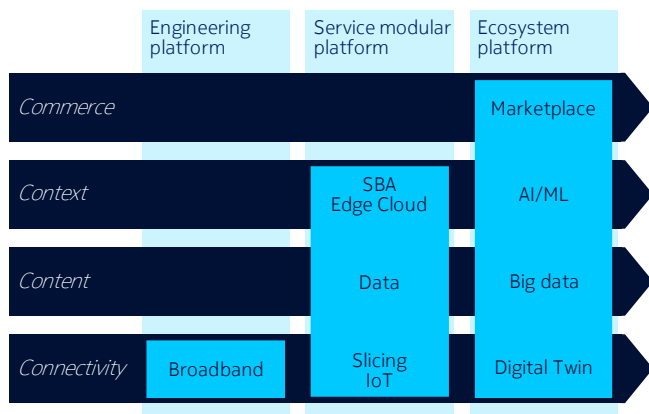 Engineering
platform
Service modular
platform
Ecosystem
platform
Commerce
Marketplace
Context
SBA
Edge Cloud
AI/ML
Content
Data
Big data
Connectivity
Broadband
Slicing
IoT
Digital Twin